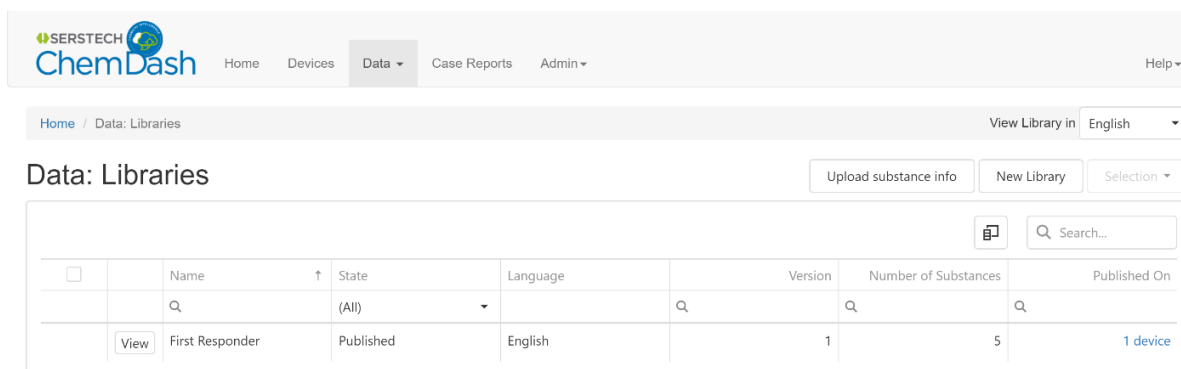 SERSTECH
ChemDash Home Devices Data Case Reports Admin Help
Home / Data: Libraries View Library in English
Data: Libraries Upload substance info New Library Selection
Search...
Name ↑ State Language Version Number of Substances Published On
(All)
View First Responder Published English 1 5 1 device